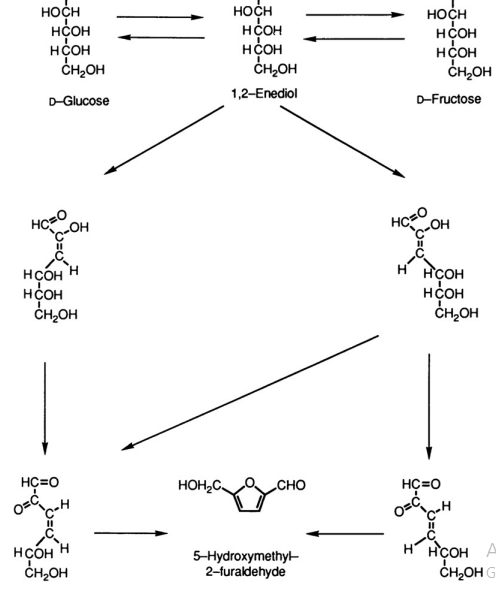 HOCH HOCH HOCH
HCOH HCOH HCOH
HCOH HCOH HCOH
CH₂OH CH₂OH CH₂OH
D–Glucose 1,2–Enediol D–Fructose
HC=O HC=O
C OH C OH
C C
H H
HCOH HCOH
HCOH HCOH
CH₂OH CH₂OH
HC=O HC=O
O=C H O=C H
C C
C C
H H
HCOH HCOH
CH₂OH CH₂OH
HOH₂C O CHO
5–Hydroxymethyl–
2–furaldehyde